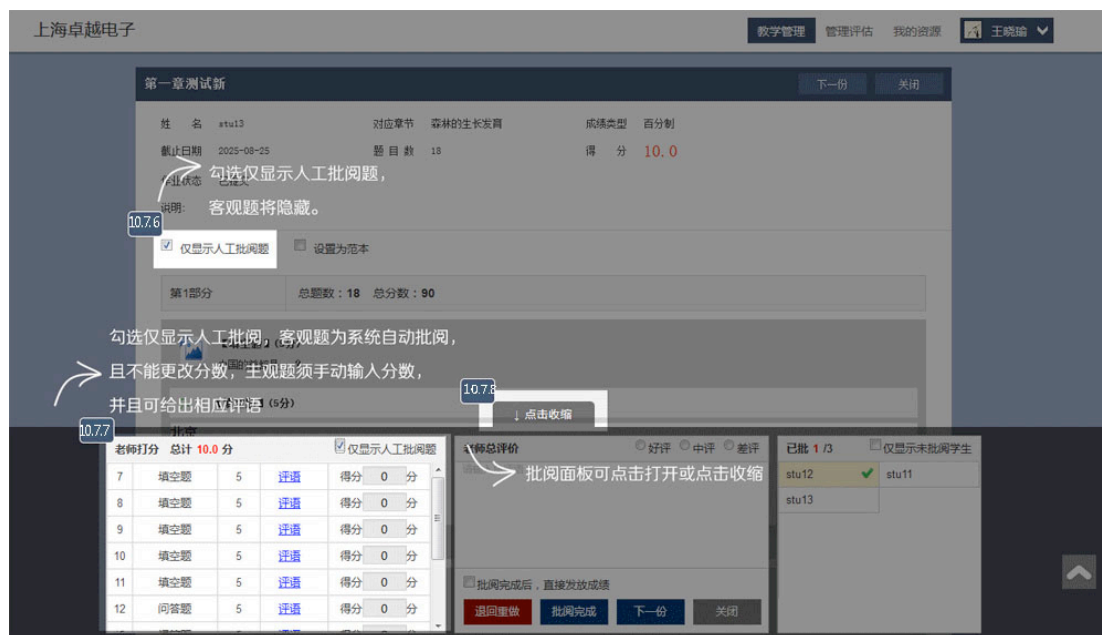 上海卓越电子
教学管理 管理评估 我的资源 王晓瑜
第一章测试新 下一份 关闭
姓 名 stu13 对应章节 森林的生长发育 成绩类型 百分制
截止日期 2025-08-25 题目数 18 得 分 10.0
勾选仅显示人工批阅题，
作业状态 已提交
说明: 客观题将隐藏。
10.7.6
仅显示人工批阅题 设置为范本
第1部分 总题数：18 总分数：90
勾选仅显示人工批阅，客观题为系统自动批阅，
且不能更改分数，主观题须手动输入分数，
10.7.8
并且可给出相应评语 (5分)
↓ 点击收缩
10.7.7
北京
老师打分 总计 10.0 分 仅显示人工批阅题
7 填空题 5 评语 得分 0 分
8 填空题 5 评语 得分 0 分
9 填空题 5 评语 得分 0 分
10 填空题 5 评语 得分 0 分
11 填空题 5 评语 得分 0 分
12 问答题 5 评语 得分 0 分
老师总评价 好评 中评 差评
批阅面板可点击打开或点击收缩
批阅完成后，直接发放成绩
退回重做 批阅完成 下一份 关闭
已批 1 /3 仅显示未批阅学生
stu12 stu11
stu13